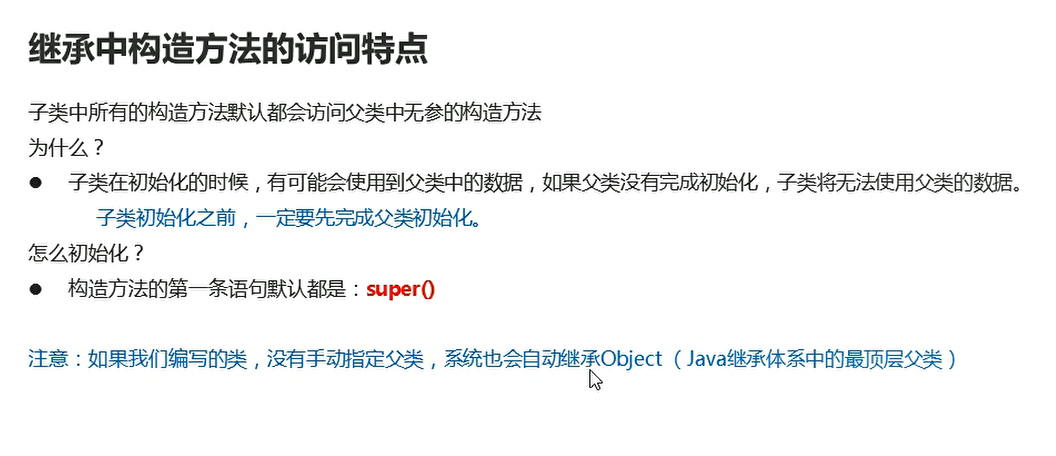 继承中构造方法的访问特点
子类中所有的构造方法默认都会访问父类中无参的构造方法
为什么？
● 子类在初始化的时候，有可能会使用到父类中的数据，如果父类没有完成初始化，子类将无法使用父类的数据。
子类初始化之前，一定要先完成父类初始化。
怎么初始化？
● 构造方法的第一条语句默认都是：super()
注意：如果我们编写的类，没有手动指定父类，系统也会自动继承Object（Java继承体系中的最顶层父类）